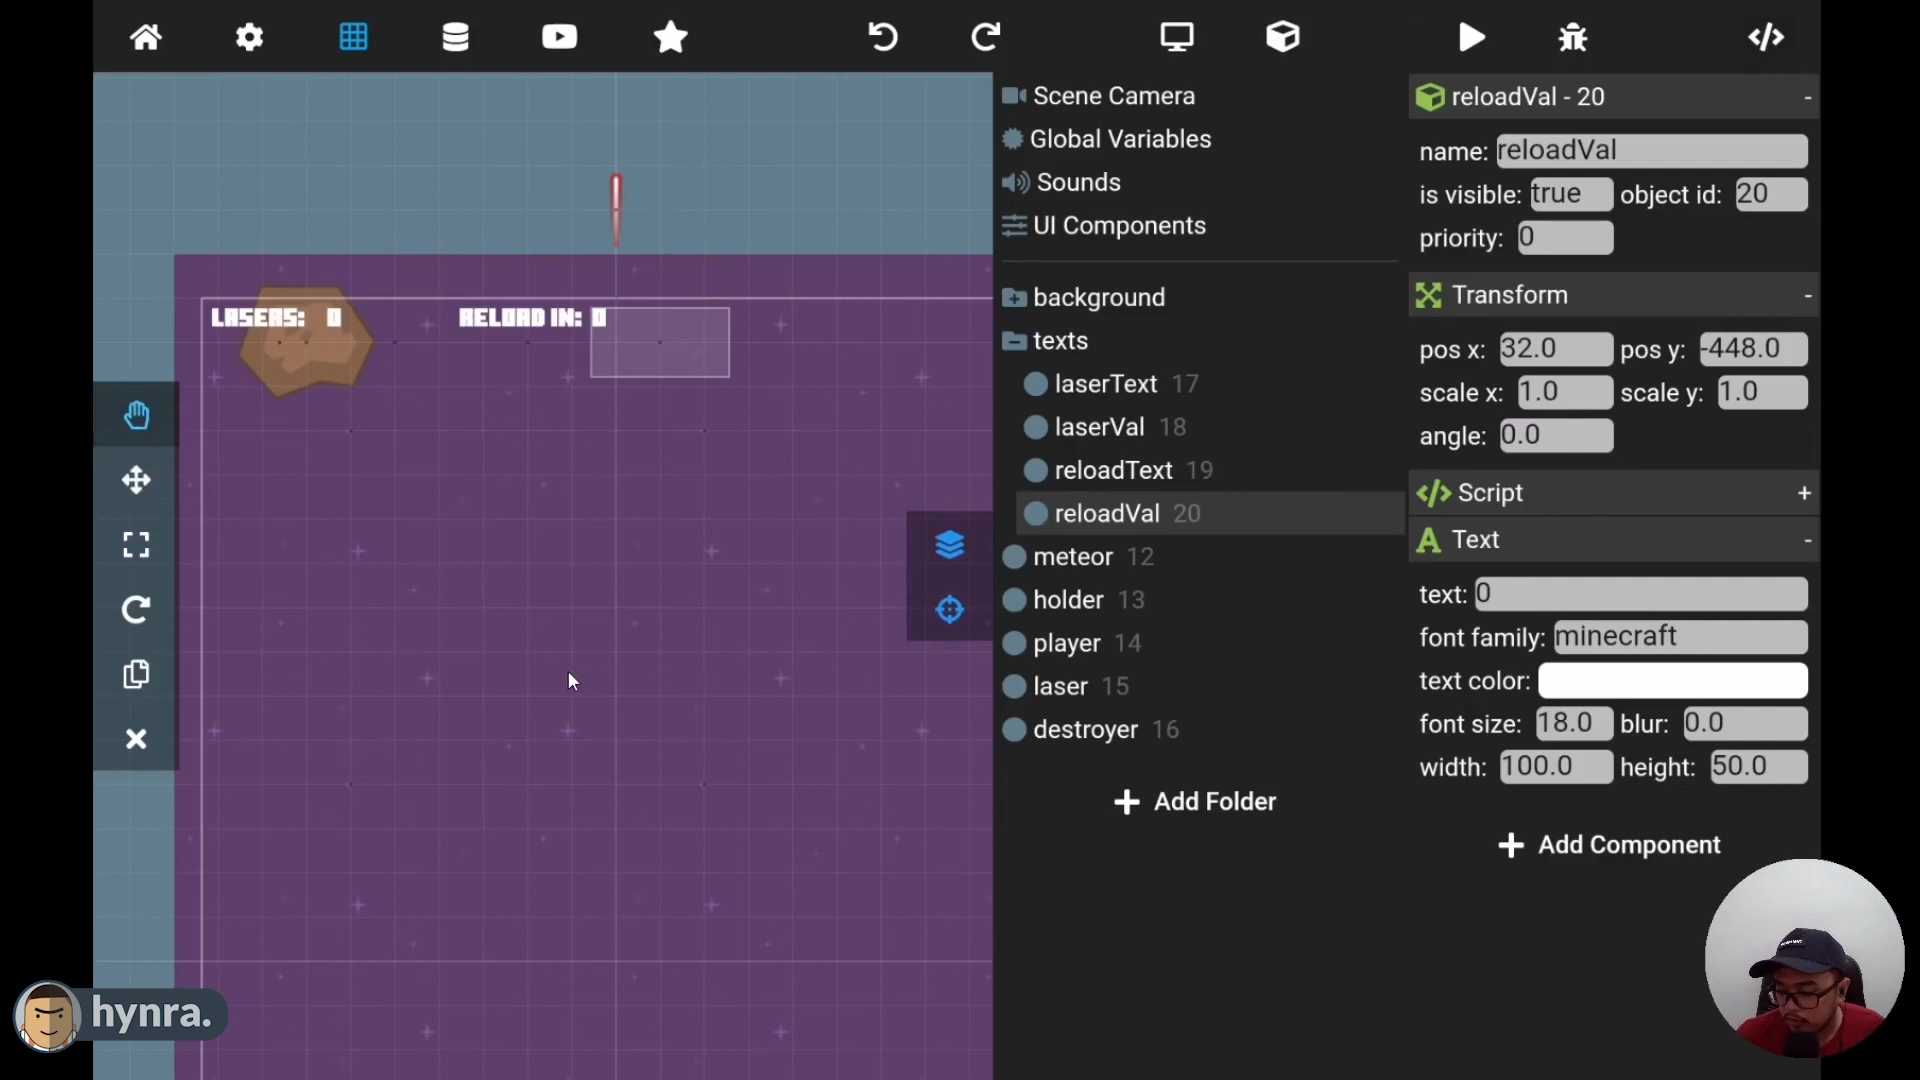 LASERS: 0
RELOAD IN: 0
Scene Camera
Global Variables
Sounds
UI Components
background
texts
laserText 17
laserVal 18
reloadText 19
reloadVal 20
meteor 12
holder 13
player 14
laser 15
destroyer 16
Add Folder
reloadVal - 20 -
name: reloadVal
is visible: true object id: 20
priority: 0
Transform -
pos x: 32.0 pos y: -448.0
scale x: 1.0 scale y: 1.0
angle: 0.0
Script +
Text -
text: 0
font family: minecraft
text color:
font size: 18.0 blur: 0.0
width: 100.0 height: 50.0
Add Component
hynra.